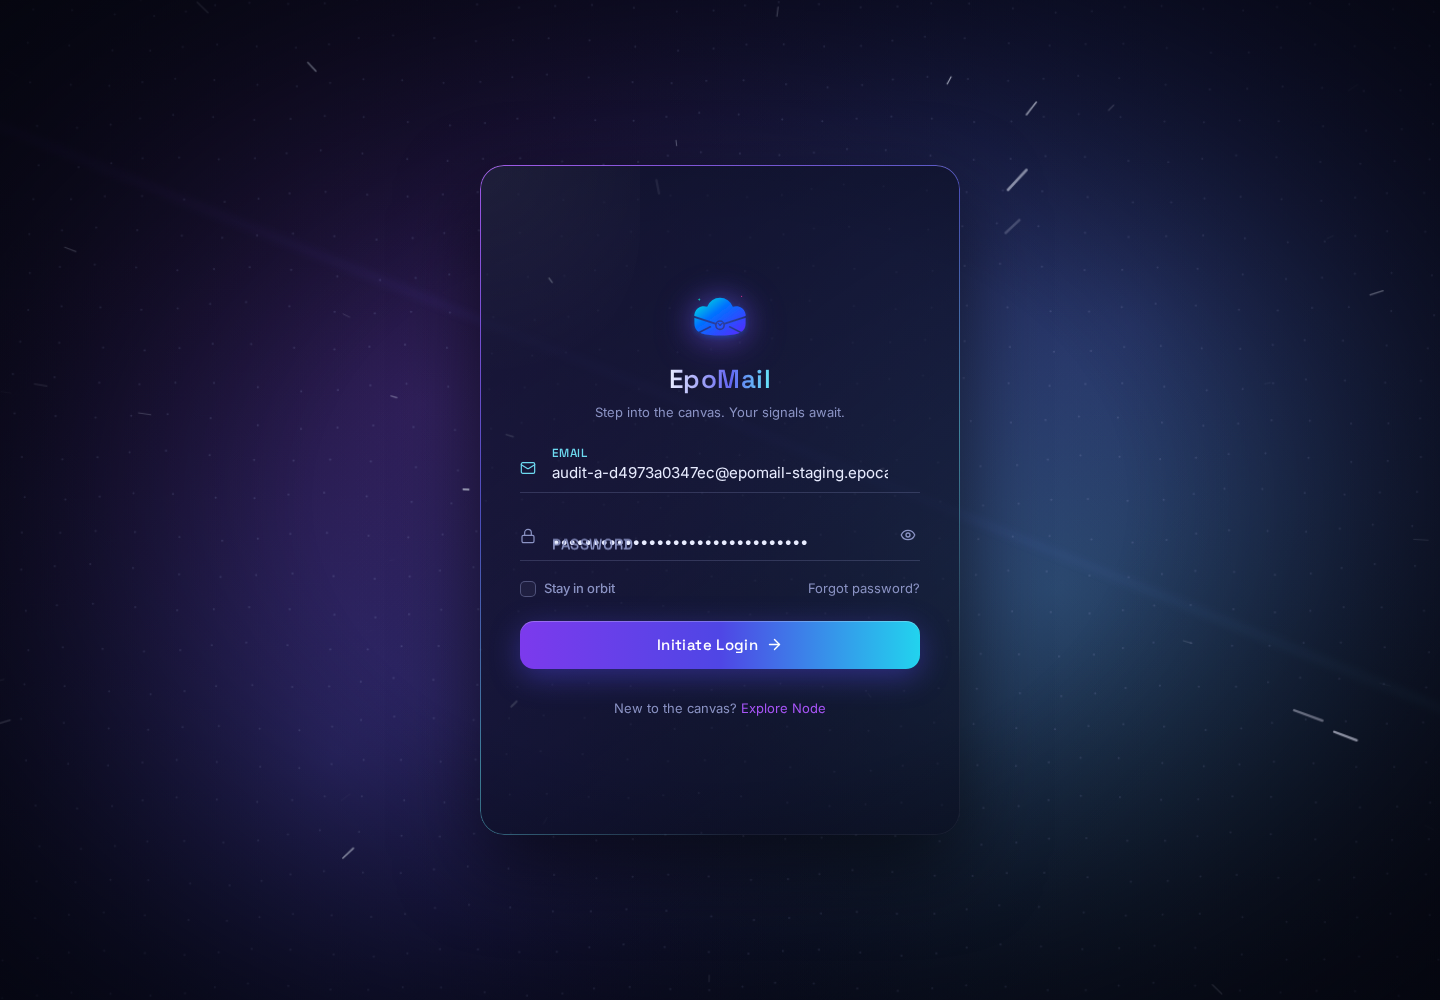 EpoMail
Step into the canvas. Your signals await.
EMAIL
audit-a-d4973a0347ec@epomail-staging.epoca
PASSWORD
Stay in orbit
Forgot password?
Initiate Login →
New to the canvas? Explore Node